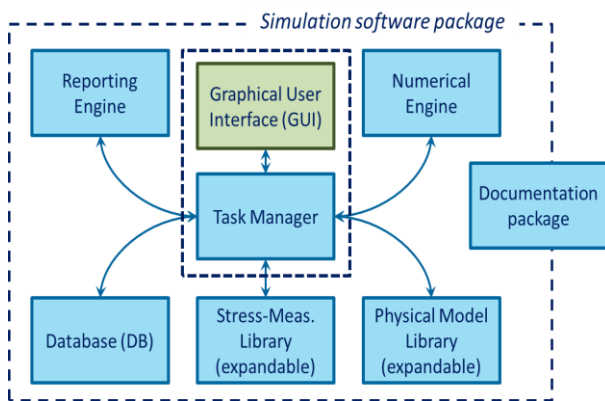 Simulation software package
Reporting
Engine
Graphical User
Interface (GUI)
Numerical
Engine
Task Manager
Documentation
package
Database (DB)
Stress-Meas.
Library
(expandable)
Physical Model
Library
(expandable)